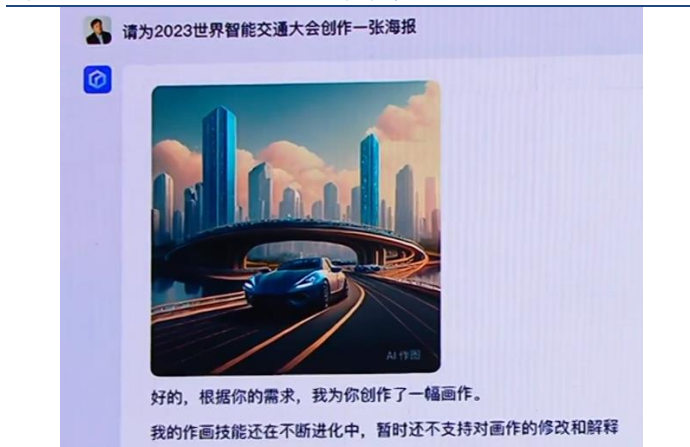 请为2023世界智能交通大会创作一张海报
AI作图
好的，根据你的需求，我为你创作了一幅画作。
我的作画技能还在不断进化中，暂时还不支持对画作的修改和解释